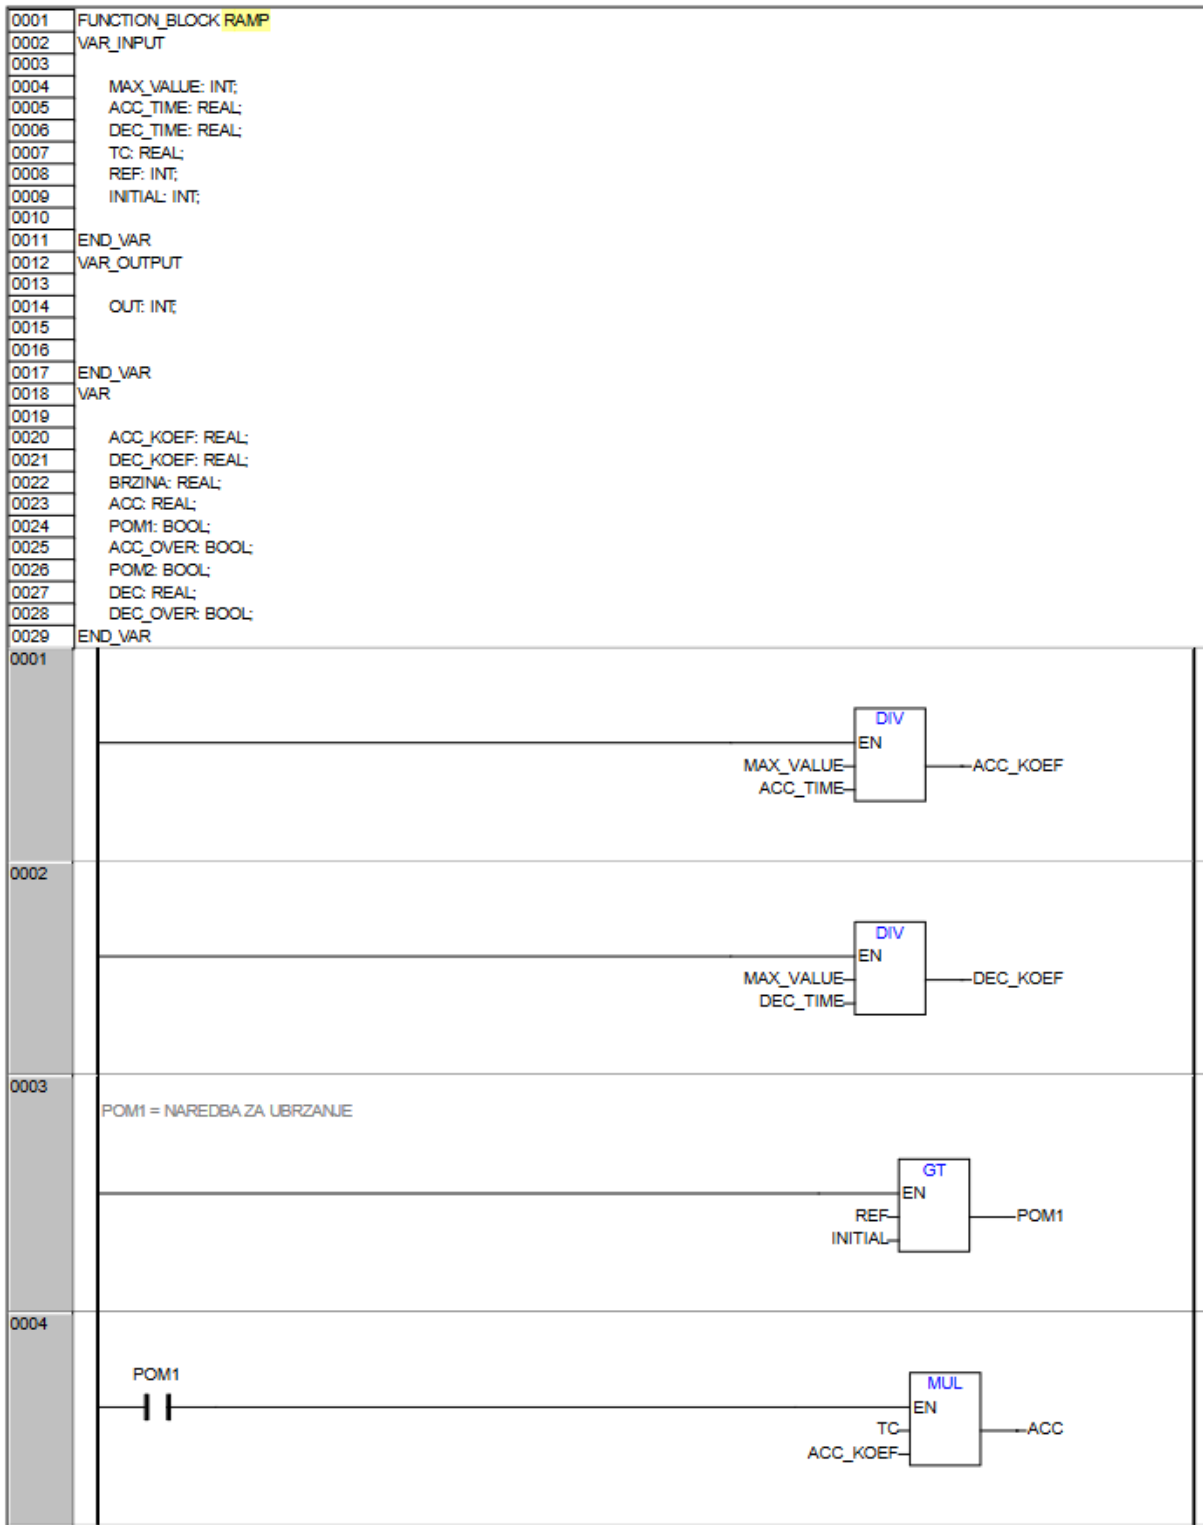 0001 FUNCTION_BLOCK RAMP
0002 VAR_INPUT
0003
0004 MAX_VALUE: INT;
0005 ACC_TIME: REAL;
0006 DEC_TIME: REAL;
0007 TC: REAL;
0008 REF: INT;
0009 INITIAL: INT;
0010
0011 END_VAR
0012 VAR_OUTPUT
0013
0014 OUT: INT;
0015
0016
0017 END_VAR
0018 VAR
0019
0020 ACC_KOEF: REAL;
0021 DEC_KOEF: REAL;
0022 BRZINA: REAL;
0023 ACC: REAL;
0024 POM1: BOOL;
0025 ACC_OVER: BOOL;
0026 POM2: BOOL;
0027 DEC: REAL;
0028 DEC_OVER: BOOL;
0029 END_VAR
0001
DIV
EN
MAX_VALUE ACC_KOEF
ACC_TIME
0002
DIV
EN
MAX_VALUE DEC_KOEF
DEC_TIME
0003
POM1 = NAREDBA ZA UBRZANJE
GT
EN
REF POM1
INITIAL
0004
POM1
MUL
EN
TC ACC
ACC_KOEF